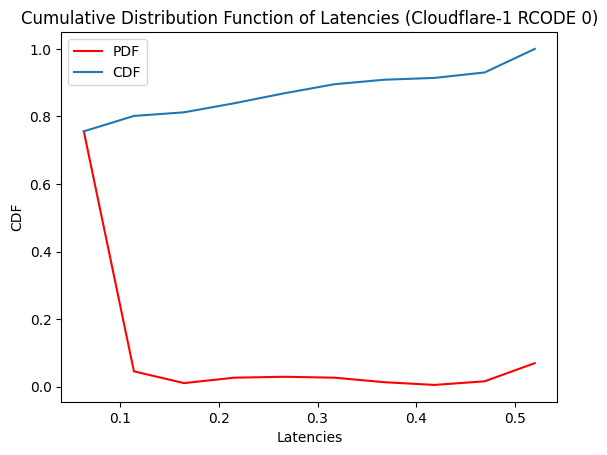 Cumulative Distribution Function of Latencies (Cloudflare-1 RCODE 0)
PDF
CDF
1.0
0.8
0.6
0.4
0.2
0.0
CDF
0.1
0.2
0.3
0.4
0.5
Latencies